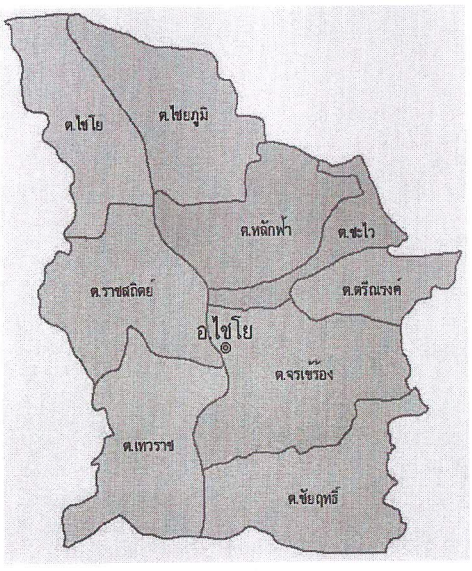 ต.ไชโย
ต.ไชยภูมิ
ต.หลักฟ้า
ต.ชะไว
ต.ราชสถิตย์
ต.ตรีณรงค์
อ.ไชโย
ต.จรเข้ร้อง
ต.เทวราช
ต.ชัยฤทธิ์